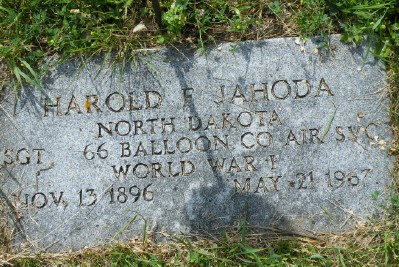 HAROLD F JAHODA
NORTH DAKOTA
SGT 66 BALLOON CO AIR SVC
WORLD WAR I
NOV 13 1896 MAY 21 1967